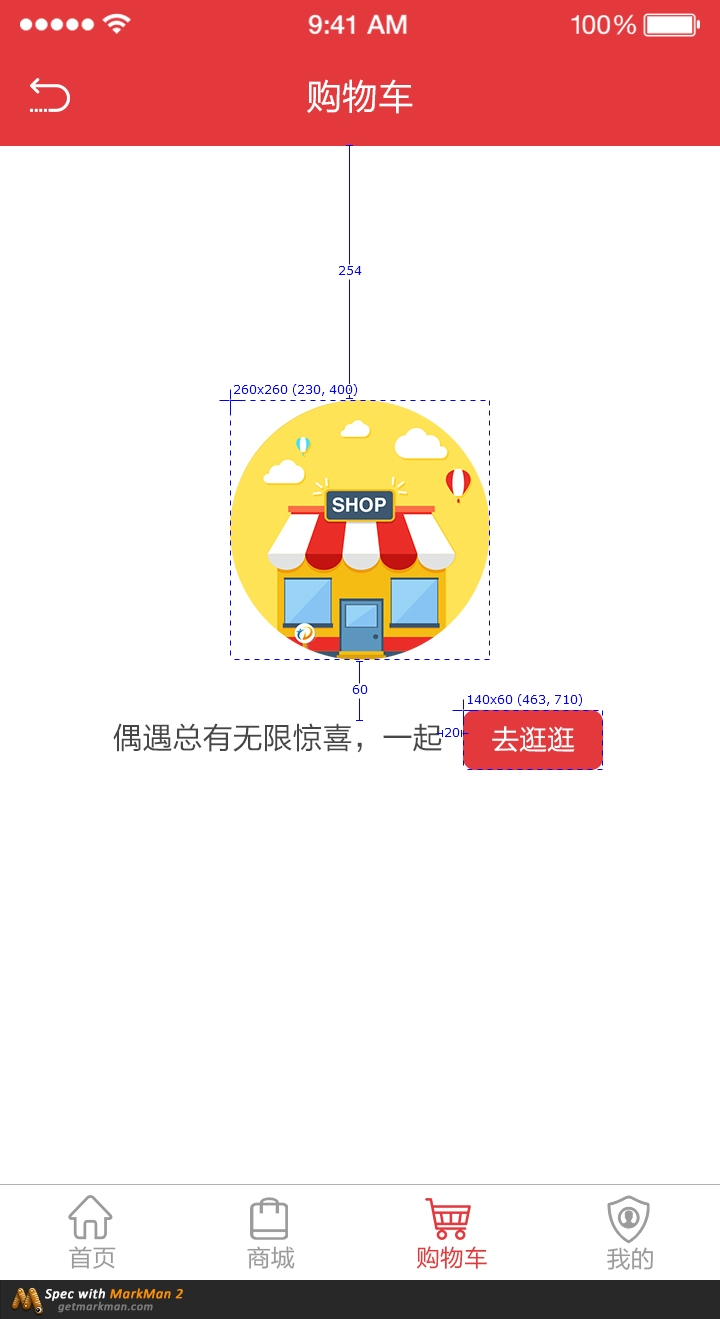 9:41 AM
100%
购物车
254
260x260 (230, 400)
SHOP
60
140x60 (463, 710)
偶遇总有无限惊喜，一起
20
去逛逛
首页
商城
购物车
我的
Spec with MarkMan 2
getmarkman.com